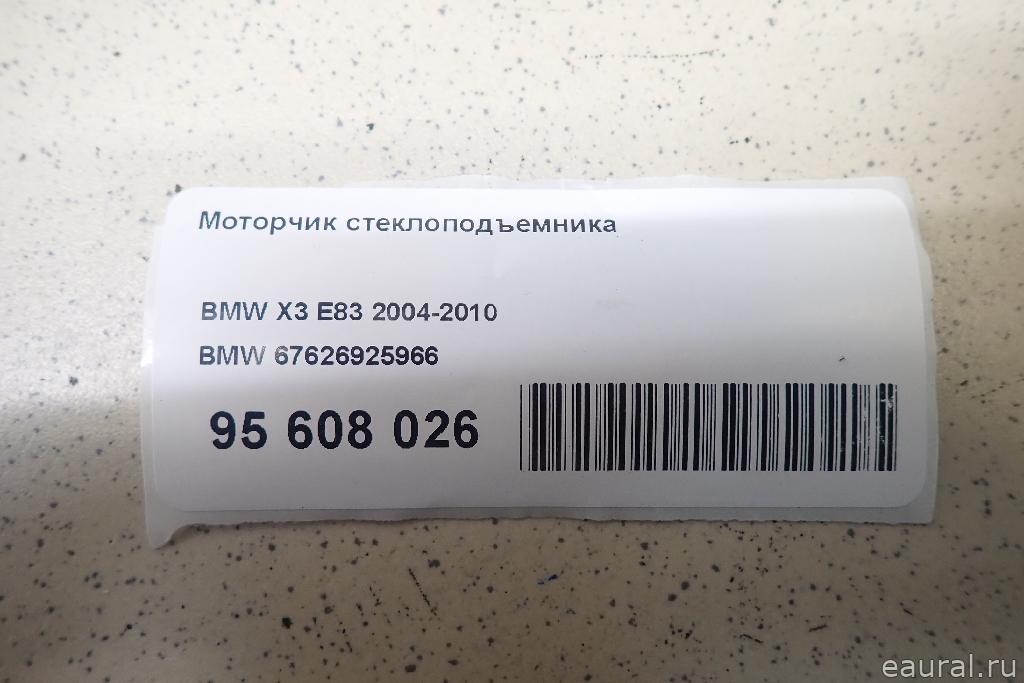 Моторчик стеклоподъемника
BMW X3 E83 2004-2010
BMW 67626925966
95 608 026
eaural.ru